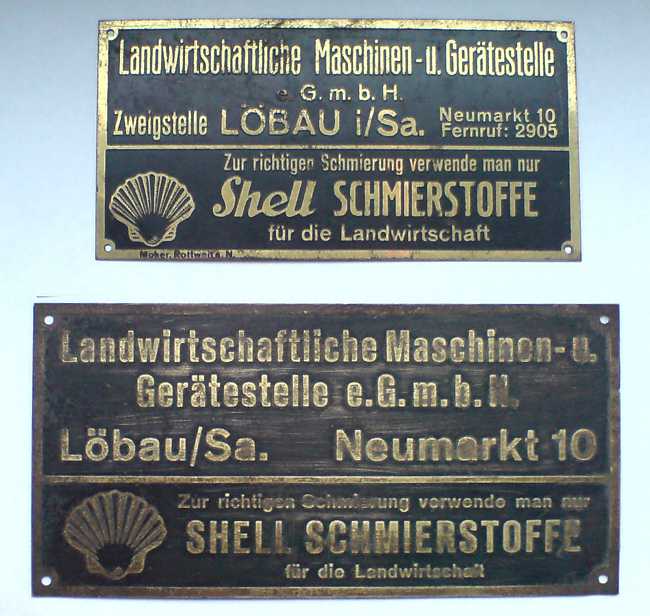 Landwirtschaftliche Maschinen - u. Gerätestelle
e. G. m. b. H.
Zweigstelle LÖBAU i/Sa. Neumarkt 10
Fernruf: 2905
Zur richtigen Schmierung verwende man nur
Shell SCHMIERSTOFFE
für die Landwirtschaft
Moker, Rottweil a. N.
Landwirtschaftliche Maschinen - u.
Gerätestelle e. G. m. b. H.
Löbau/Sa. Neumarkt 10
Zur richtigen Schmierung verwende man nur
SHELL SCHMIERSTOFFE
für die Landwirtschaft